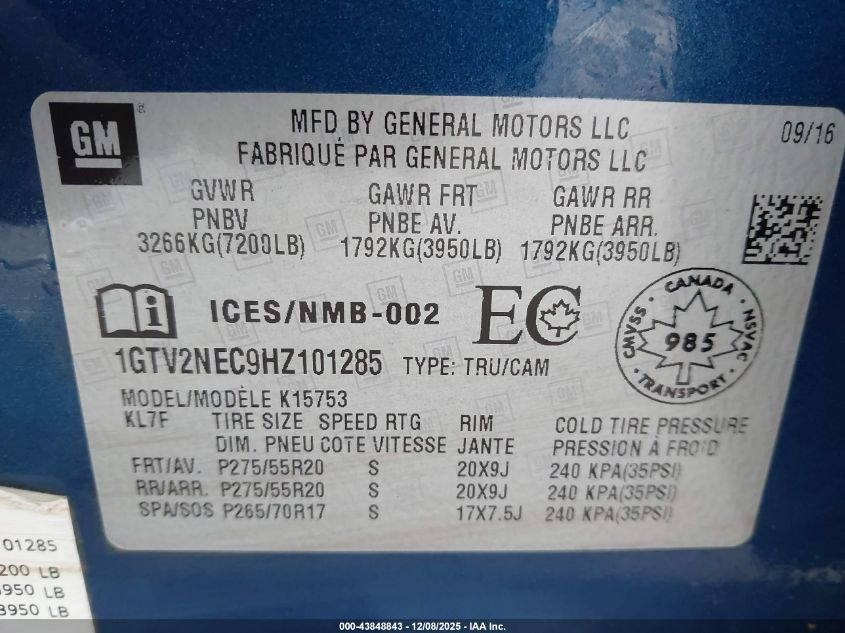 GM
®
MFD BY GENERAL MOTORS LLC
FABRIQUÉ PAR GENERAL MOTORS LLC
09/16
GVWR GAWR FRT GAWR RR
PNBV PNBE AV. PNBE ARR.
3266KG(7200LB) 1792KG(3950LB) 1792KG(3950LB)
i ICES/NMB-002 EC
CANADA
CMVSS 985 NSVAC
TRANSPORT
1GTV2NEC9HZ101285 TYPE: TRU/CAM
MODEL/MODÈLE K15753
KL7F TIRE SIZE SPEED RTG RIM COLD TIRE PRESSURE
DIM. PNEU COTE VITESSE JANTE PRESSION À FROID
FRT/AV. P275/55R20 S 20X9J 240 KPA(35PSI)
RR/ARR. P275/55R20 S 20X9J 240 KPA(35PSI)
SPA/SOS P265/70R17 S 17X7.5J 240 KPA(35PSI)
01285
200 LB
3950 LB
3950 LB
000-43848843 - 12/08/2025 - IAA Inc.